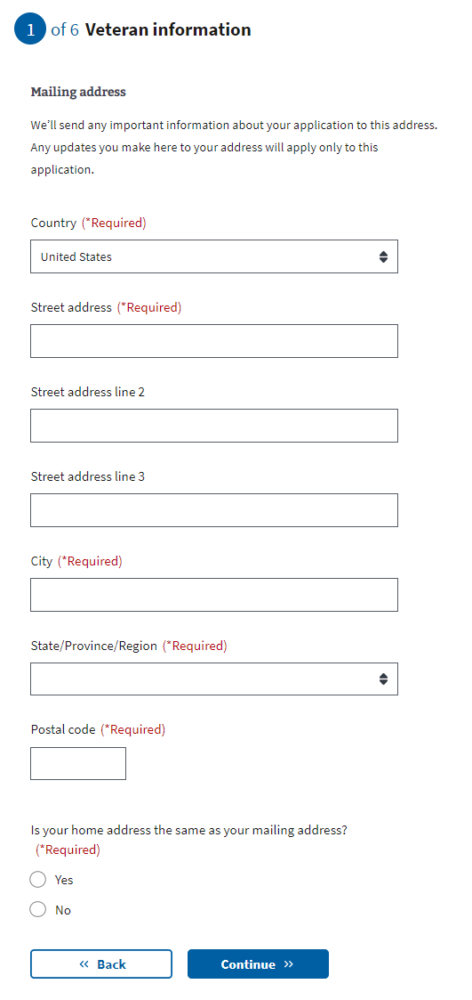 1 of 6 Veteran information
Mailing address
We’ll send any important information about your application to this address.
Any updates you make here to your address will apply only to this
application.
Country (*Required)
United States
Street address (*Required)
Street address line 2
Street address line 3
City (*Required)
State/Province/Region (*Required)
Postal code (*Required)
Is your home address the same as your mailing address?
(*Required)
Yes
No
« Back
Continue »